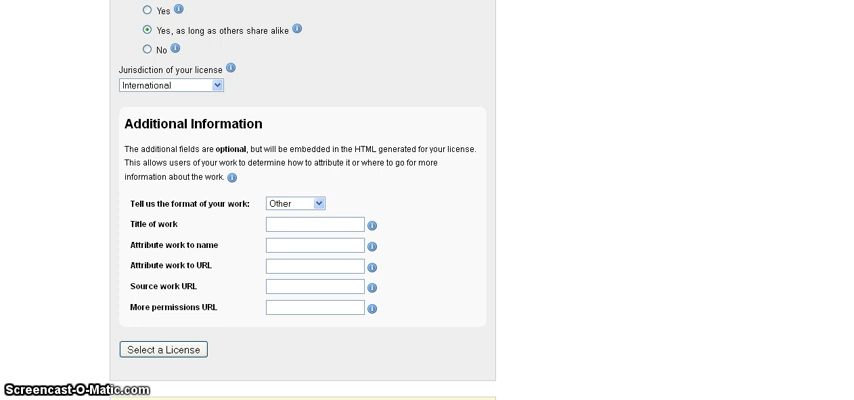 Yes
Yes, as long as others share alike
No
Jurisdiction of your license
International
Additional Information
The additional fields are optional, but will be embedded in the HTML generated for your license.
This allows users of your work to determine how to attribute it or where to go for more
information about the work.
Tell us the format of your work: Other
Title of work
Attribute work to name
Attribute work to URL
Source work URL
More permissions URL
Select a License
Screencast-O-Matic.com